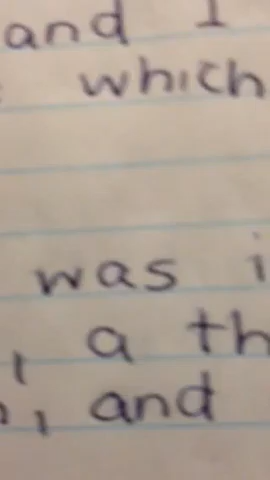 and I
which
was i
, a th
, and